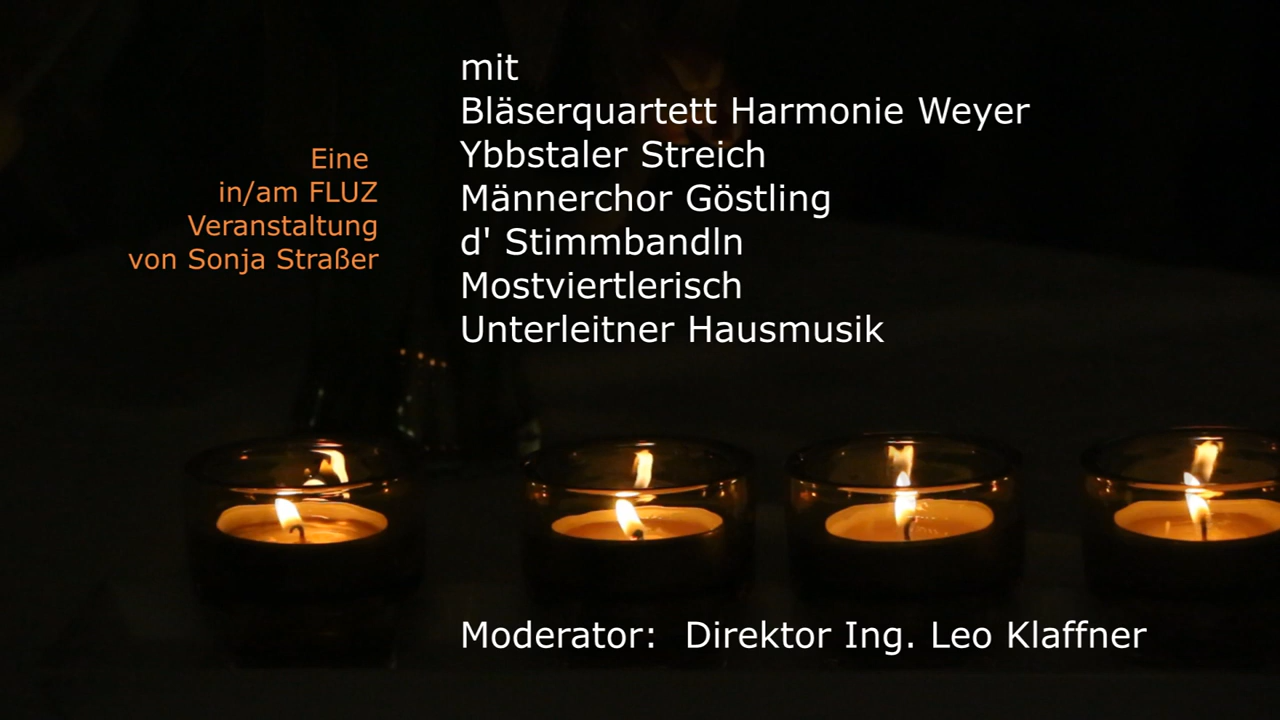 Eine
in/am FLUZ
Veranstaltung
von Sonja Straßer
mit
Bläserquartett Harmonie Weyer
Ybbstaler Streich
Männerchor Göstling
d' Stimmbandln
Mostviertlerisch
Unterleitner Hausmusik
Moderator: Direktor Ing. Leo Klaffner